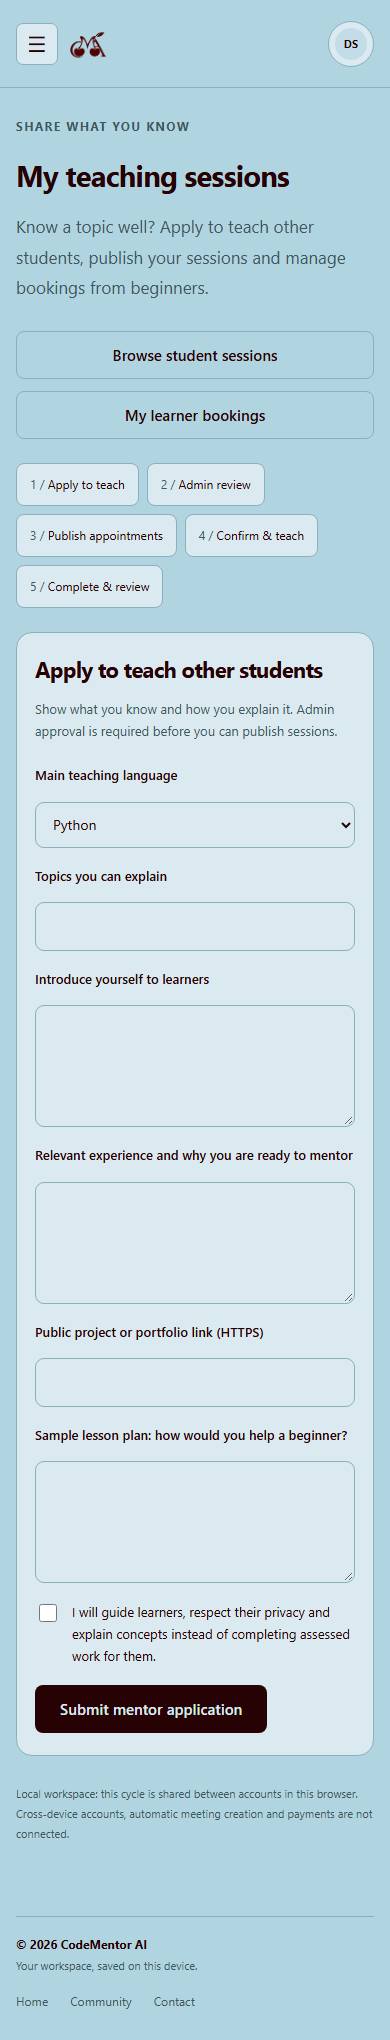 ☰
DS
SHARE WHAT YOU KNOW
My teaching sessions
Know a topic well? Apply to teach other
students, publish your sessions and manage
bookings from beginners.
Browse student sessions
My learner bookings
1 / Apply to teach
2 / Admin review
3 / Publish appointments
4 / Confirm & teach
5 / Complete & review
Apply to teach other students
Show what you know and how you explain it. Admin
approval is required before you can publish sessions.
Main teaching language
Python
Topics you can explain
Introduce yourself to learners
Relevant experience and why you are ready to mentor
Public project or portfolio link (HTTPS)
Sample lesson plan: how would you help a beginner?
I will guide learners, respect their privacy and
explain concepts instead of completing assessed
work for them.
Submit mentor application
Local workspace: this cycle is shared between accounts in this browser.
Cross-device accounts, automatic meeting creation and payments are not
connected.
© 2026 CodeMentor AI
Your workspace, saved on this device.
Home
Community
Contact